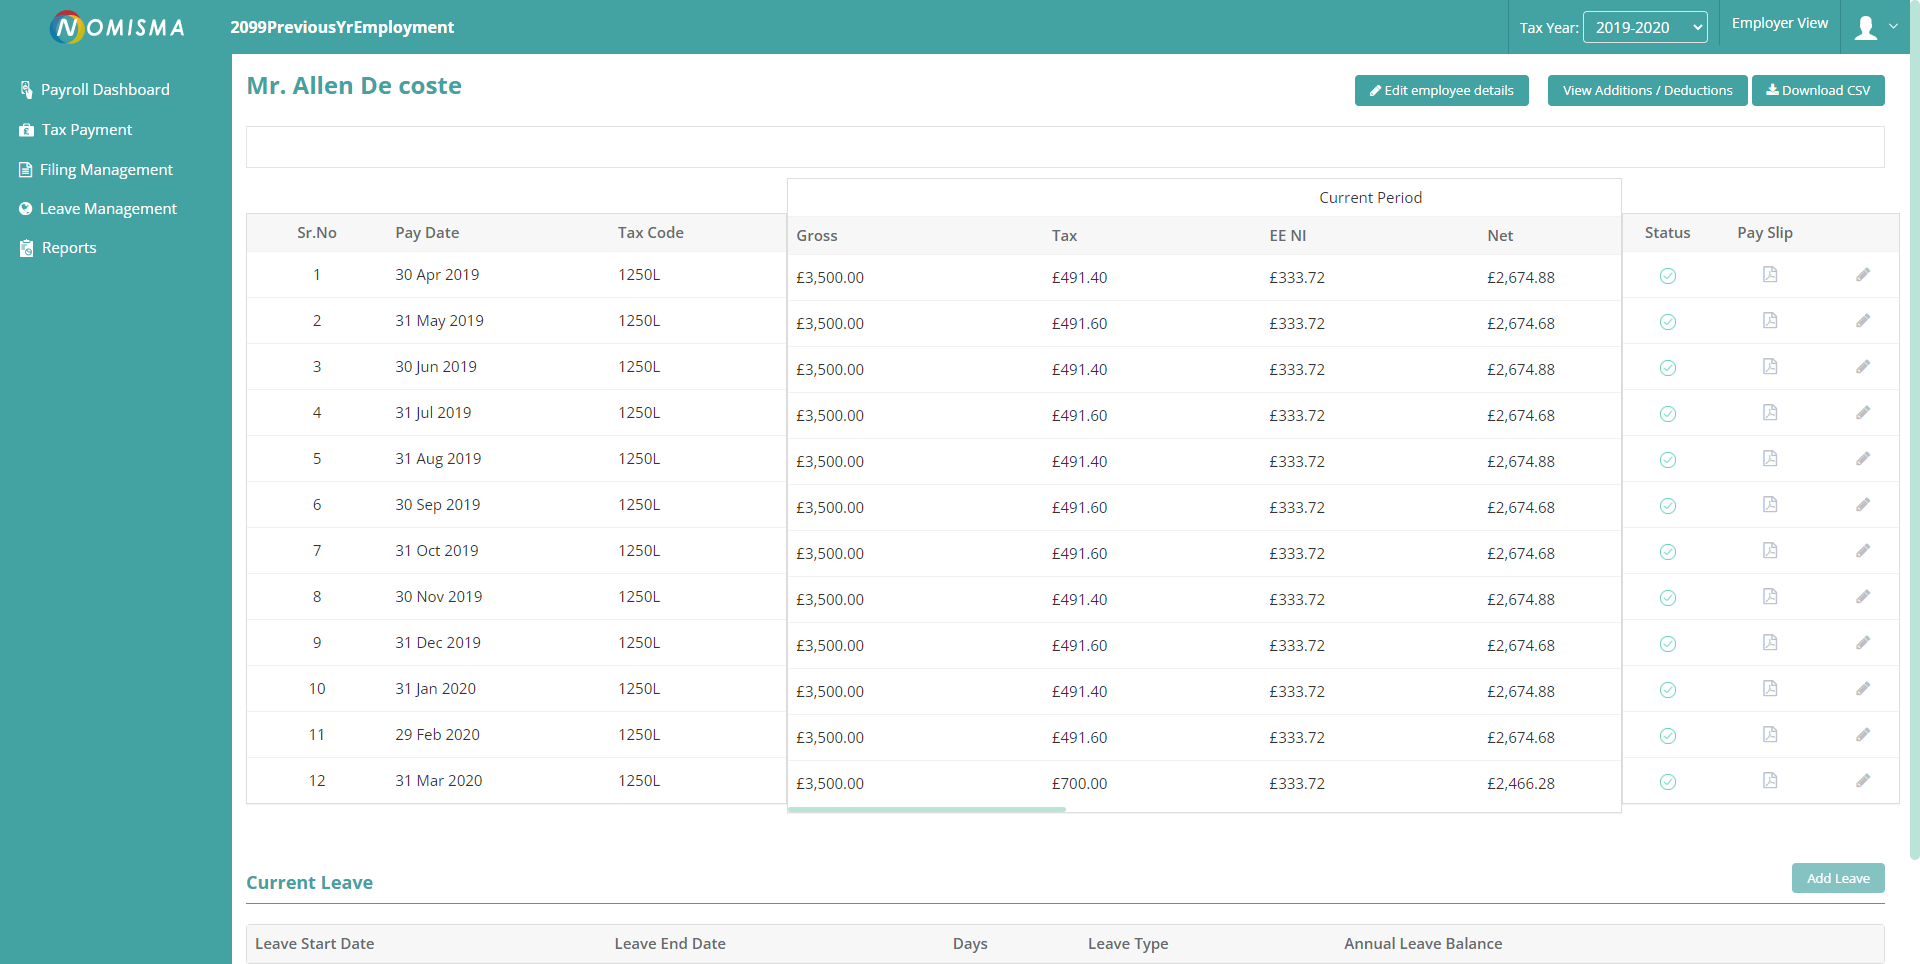 NOMISMA 2099PreviousYrEmployment Tax Year: 2019-2020 Employer View
Payroll Dashboard
Tax Payment
Filing Management
Leave Management
Reports
Mr. Allen De coste
Edit employee details View Additions / Deductions Download CSV
Current Period
Sr.No Pay Date Tax Code Gross Tax EE NI Net Status Pay Slip
1 30 Apr 2019 1250L £3,500.00 £491.40 £333.72 £2,674.88
2 31 May 2019 1250L £3,500.00 £491.60 £333.72 £2,674.68
3 30 Jun 2019 1250L £3,500.00 £491.40 £333.72 £2,674.88
4 31 Jul 2019 1250L £3,500.00 £491.60 £333.72 £2,674.68
5 31 Aug 2019 1250L £3,500.00 £491.40 £333.72 £2,674.88
6 30 Sep 2019 1250L £3,500.00 £491.60 £333.72 £2,674.68
7 31 Oct 2019 1250L £3,500.00 £491.60 £333.72 £2,674.68
8 30 Nov 2019 1250L £3,500.00 £491.40 £333.72 £2,674.88
9 31 Dec 2019 1250L £3,500.00 £491.60 £333.72 £2,674.68
10 31 Jan 2020 1250L £3,500.00 £491.40 £333.72 £2,674.88
11 29 Feb 2020 1250L £3,500.00 £491.60 £333.72 £2,674.68
12 31 Mar 2020 1250L £3,500.00 £700.00 £333.72 £2,466.28
Current Leave
Add Leave
Leave Start Date Leave End Date Days Leave Type Annual Leave Balance